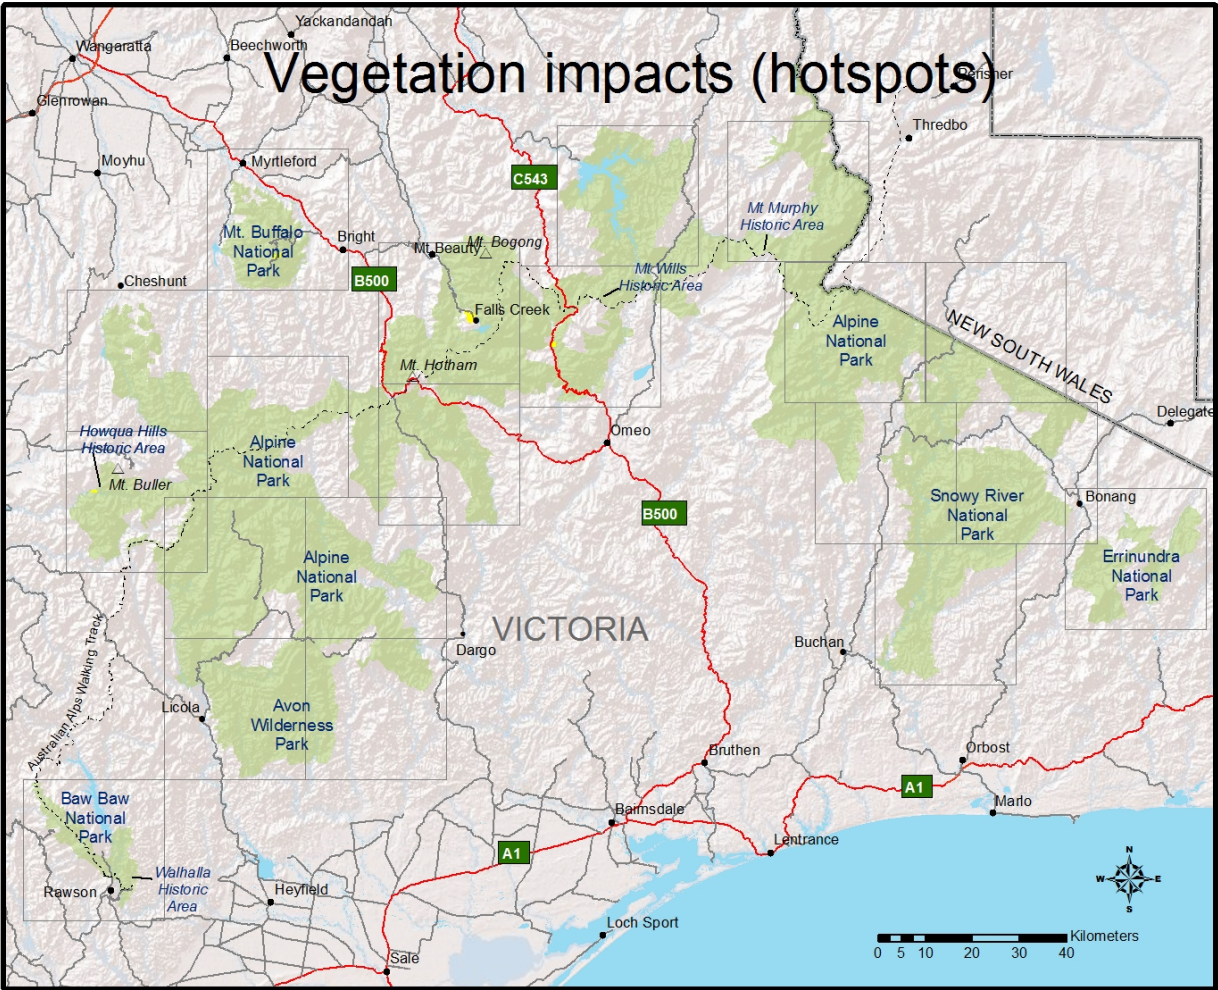 Yackandandah
Wangaratta
Beechworth
Vegetation impacts (hotspots)
Perisher
Glenrowan
Thredbo
Moyhu
Myrtleford
C543
Mt Murphy
Historic Area
Mt. Buffalo
National
Park
Bright
Mt. Beauty
Mt. Bogong
B500
Cheshunt
Mt Wills
Historic Area
Falls Creek
Alpine
National
Park
NEW SOUTH WALES
Mt. Hotham
Delegate
Howqua Hills
Historic Area
Omeo
Alpine
National
Park
Mt. Buller
Snowy River
National
Park
Bonang
B500
Alpine
National
Park
Errinundra
National
Park
VICTORIA
Dargo
Buchan
Australian Alps Walking Track
Licola
Avon
Wilderness
Park
Bruthen
Orbost
A1
Baw Baw
National
Park
Bairnsdale
Marlo
Lentrance
A1
Walhalla
Historic
Area
Rawson
Heyfield
Loch Sport
N
W
E
S
Kilometers
0 5 10 20 30 40
Sale